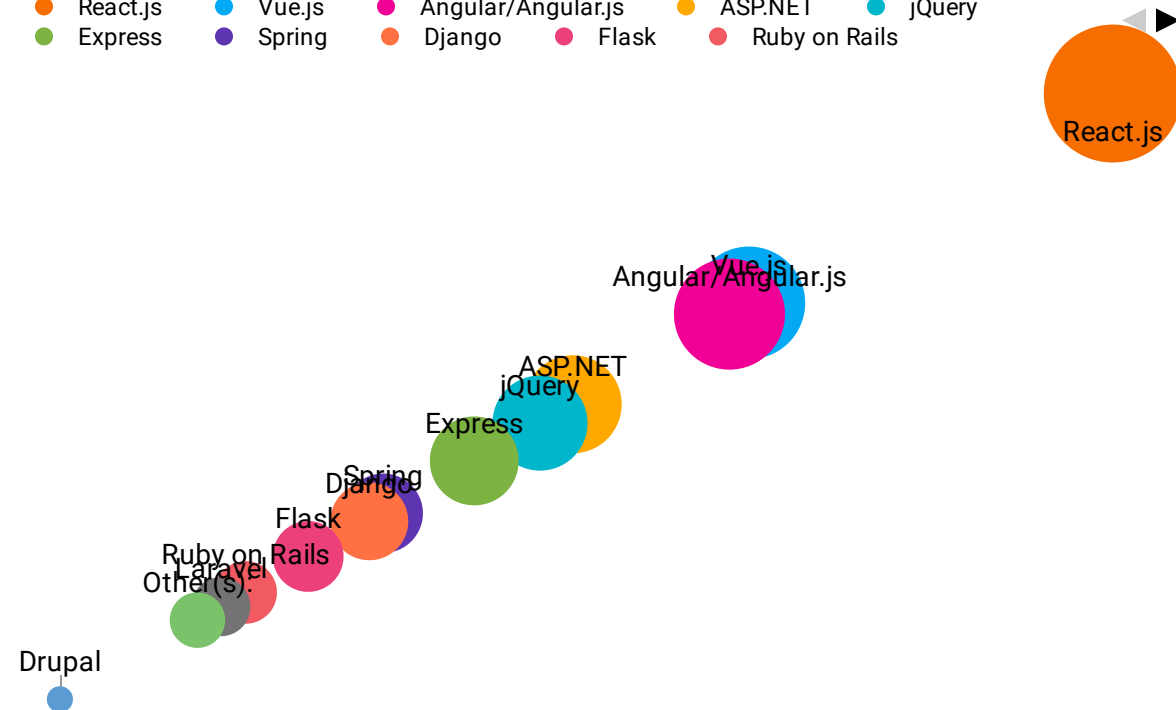 React.js Vue.js Angular/Angular.js ASP.NET jQuery
Express Spring Django Flask Ruby on Rails
React.js
Vue.js
Angular/Angular.js
ASP.NET
jQuery
Express
Spring
Django
Flask
Ruby on Rails
Laravel
Other(s):
Drupal